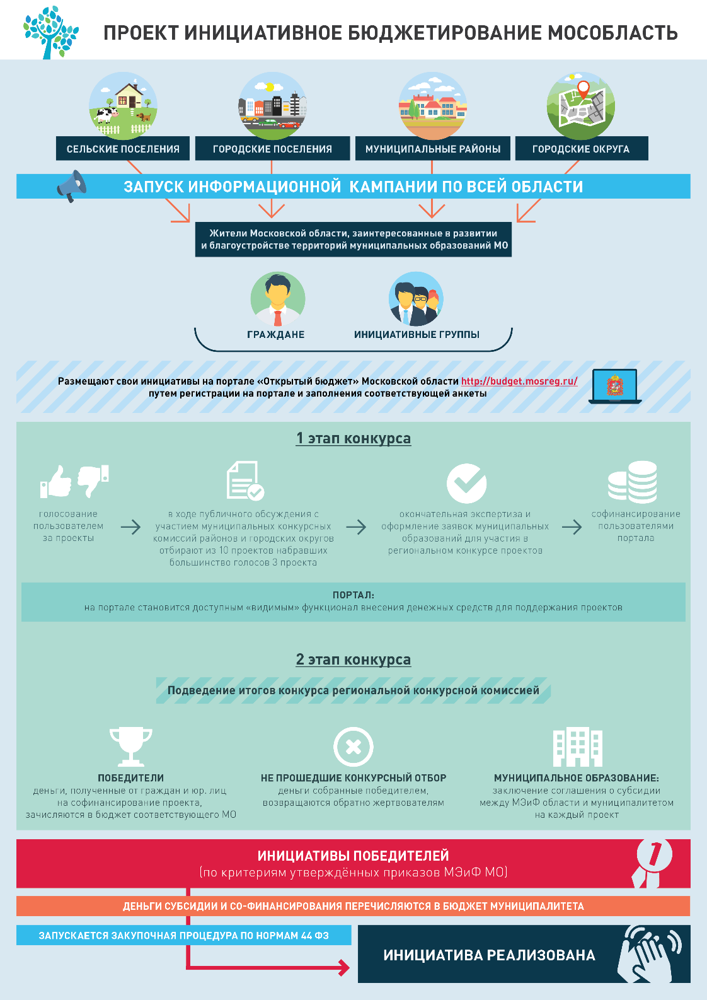 ПРОЕКТ ИНИЦИАТИВНОЕ БЮДЖЕТИРОВАНИЕ МОСОБЛАСТЬ
СЕЛЬСКИЕ ПОСЕЛЕНИЯ
ГОРОДСКИЕ ПОСЕЛЕНИЯ
МУНИЦИПАЛЬНЫЕ РАЙОНЫ
ГОРОДСКИЕ ОКРУГА
ЗАПУСК ИНФОРМАЦИОННОЙ КАМПАНИИ ПО ВСЕЙ ОБЛАСТИ
Жители Московской области, заинтересованные в развитии
и благоустройстве территорий муниципальных образований МО
ГРАЖДАНЕ
ИНИЦИАТИВНЫЕ ГРУППЫ
Размещают свои инициативы на портале «Открытый бюджет» Московской области http://budget.mosreg.ru/
путем регистрации на портале и заполнения соответствующей анкеты
1 этап конкурса
голосование
пользователем
за проекты
в ходе публичного обсуждения с
участием муниципальных конкурсных
комиссий районов и городских округов
отбирают из 10 проектов набравших
большинство голосов 3 проекта
окончательная экспертиза и
оформление заявок муниципальных
образований для участия в
региональном конкурсе проектов
софинансирование
пользователями
портала
ПОРТАЛ:
на портале становится доступным «видимым» функционал внесения денежных средств для поддержания проектов
2 этап конкурса
Подведение итогов конкурса региональной конкурсной комиссией
ПОБЕДИТЕЛИ
деньги, полученные от граждан и юр. лиц
на софинансирование проекта,
зачисляются в бюджет соответствующего МО
НЕ ПРОШЕДШИЕ КОНКУРСНЫЙ ОТБОР
деньги собранные победителем,
возвращаются обратно жертвователям
МУНИЦИПАЛЬНОЕ ОБРАЗОВАНИЕ:
заключение соглашения о субсидии
между МЭиФ области и муниципалитетом
на каждый проект
ИНИЦИАТИВЫ ПОБЕДИТЕЛЕЙ
(по критериям утверждённых приказов МЭиФ МО)
1
ДЕНЬГИ СУБСИДИИ И СО-ФИНАНСИРОВАНИЯ ПЕРЕЧИСЛЯЮТСЯ В БЮДЖЕТ МУНИЦИПАЛИТЕТА
ЗАПУСКАЕТСЯ ЗАКУПОЧНАЯ ПРОЦЕДУРА ПО НОРМАМ 44 ФЗ
ИНИЦИАТИВА РЕАЛИЗОВАНА